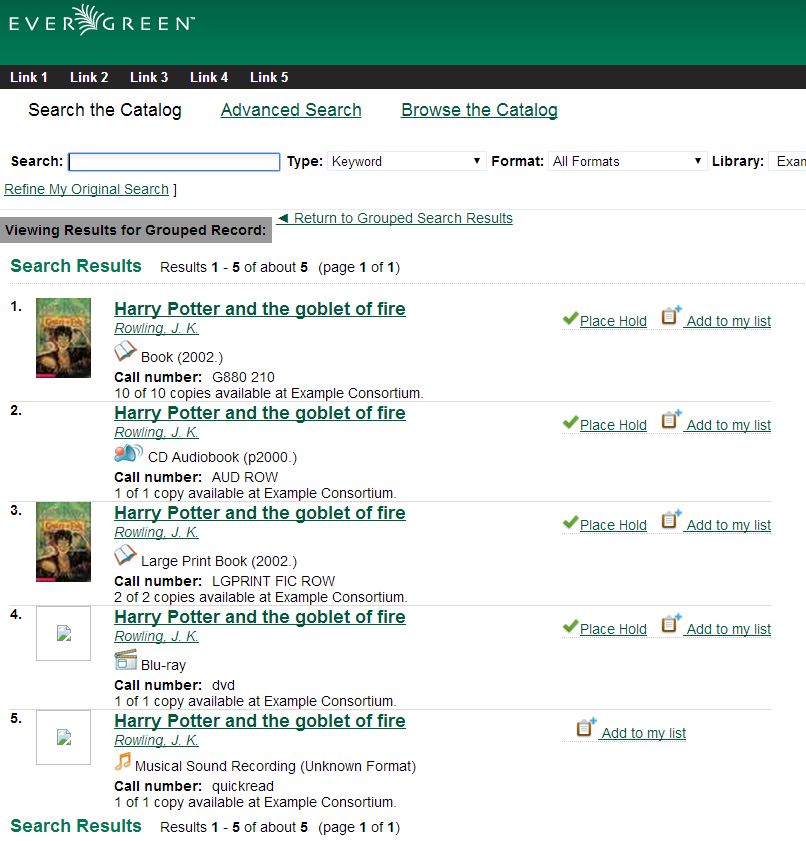 EVERGREEN™
Link 1 Link 2 Link 3 Link 4 Link 5
Search the Catalog Advanced Search Browse the Catalog
Search: Type: Keyword ▼ Format: All Formats ▼ Library: Exam
Refine My Original Search ]
Viewing Results for Grouped Record: ◄ Return to Grouped Search Results
Search Results Results 1 - 5 of about 5 (page 1 of 1)
1. Harry Potter and the goblet of fire
Rowling, J. K. Place Hold Add to my list
Book (2002.)
Call number: G880 210
10 of 10 copies available at Example Consortium.
2. Harry Potter and the goblet of fire
Rowling, J. K. Place Hold Add to my list
CD Audiobook (p2000.)
Call number: AUD ROW
1 of 1 copy available at Example Consortium.
3. Harry Potter and the goblet of fire
Rowling, J. K. Place Hold Add to my list
Large Print Book (2002.)
Call number: LGPRINT FIC ROW
2 of 2 copies available at Example Consortium.
4. Harry Potter and the goblet of fire
Rowling, J. K. Place Hold Add to my list
Blu-ray
Call number: dvd
1 of 1 copy available at Example Consortium.
5. Harry Potter and the goblet of fire
Rowling, J. K. Add to my list
Musical Sound Recording (Unknown Format)
Call number: quickread
1 of 1 copy available at Example Consortium.
Search Results Results 1 - 5 of about 5 (page 1 of 1)